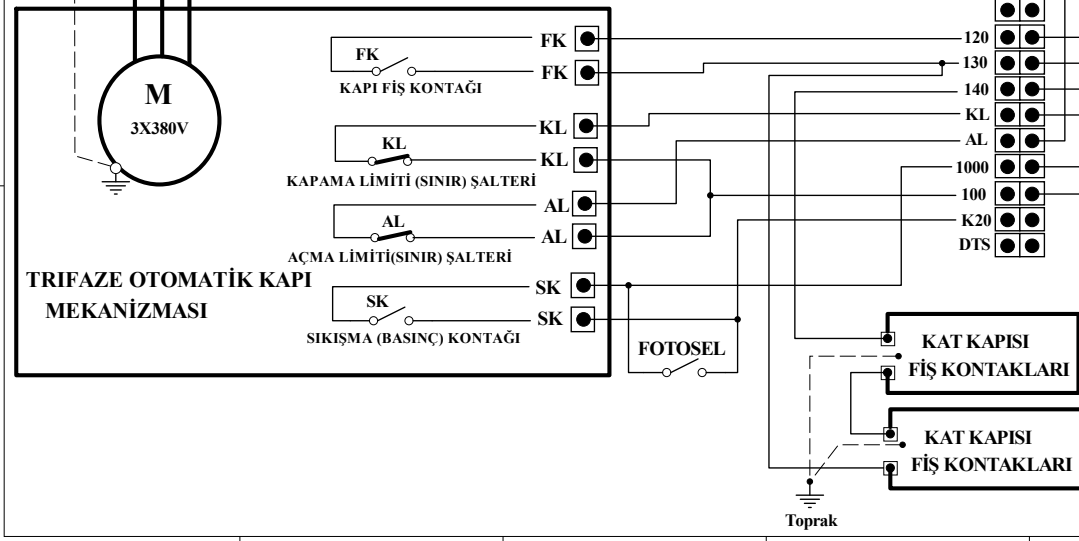 M
3X380V
FK
KAPI FİŞ KONTAĞI
KL
KAPAMA LİMİTİ (SINIR) ŞALTERİ
AL
AÇMA LİMİTİ(SINIR) ŞALTERİ
SK
SIKIŞMA (BASINÇ) KONTAĞI
TRIFAZE OTOMATİK KAPI
MEKANİZMASI
FK
FK
KL
KL
AL
AL
SK
SK
FOTOSEL
120
130
140
KL
AL
1000
100
K20
DTS
KAT KAPISI
FİŞ KONTAKLARI
KAT KAPISI
FİŞ KONTAKLARI
Toprak